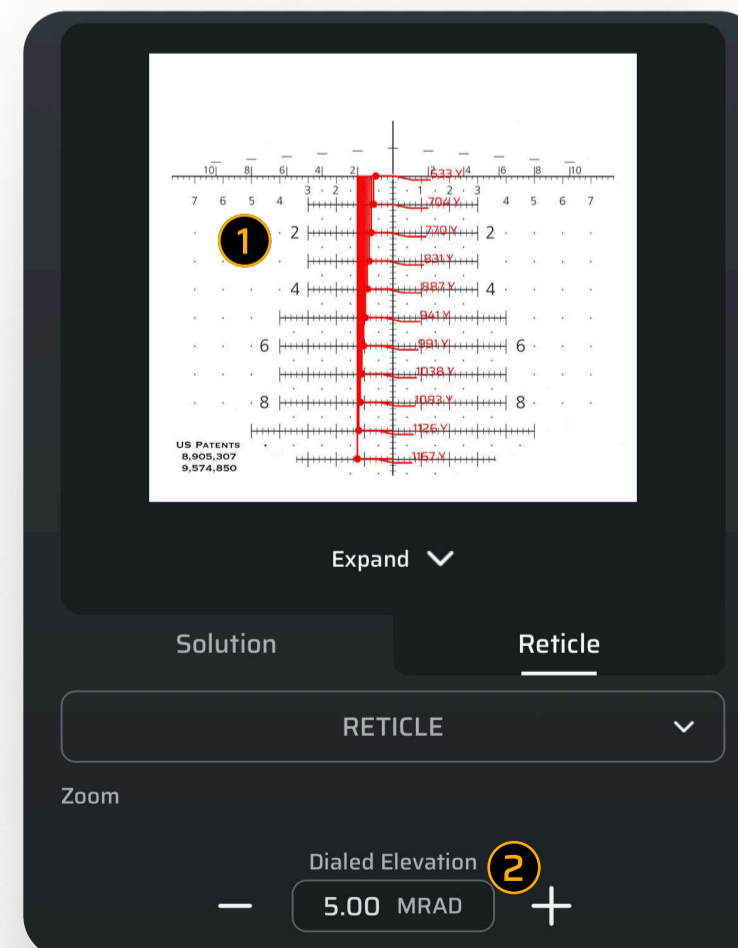 10 8 6 4 2 2 4 6 8 10
633 Y
7 6 5 4 3 2 1 1 2 3 4 5 6 7
704 Y
1
2 770 Y 2
831 Y
4 887 Y 4
941 Y
6 991 Y 6
1038 Y
8 1083 Y 8
1126 Y
US PATENTS
8,905,307
9,574,850
1167 Y
Expand
Solution Reticle
RETICLE
Zoom
Dialed Elevation 2
5.00 MRAD